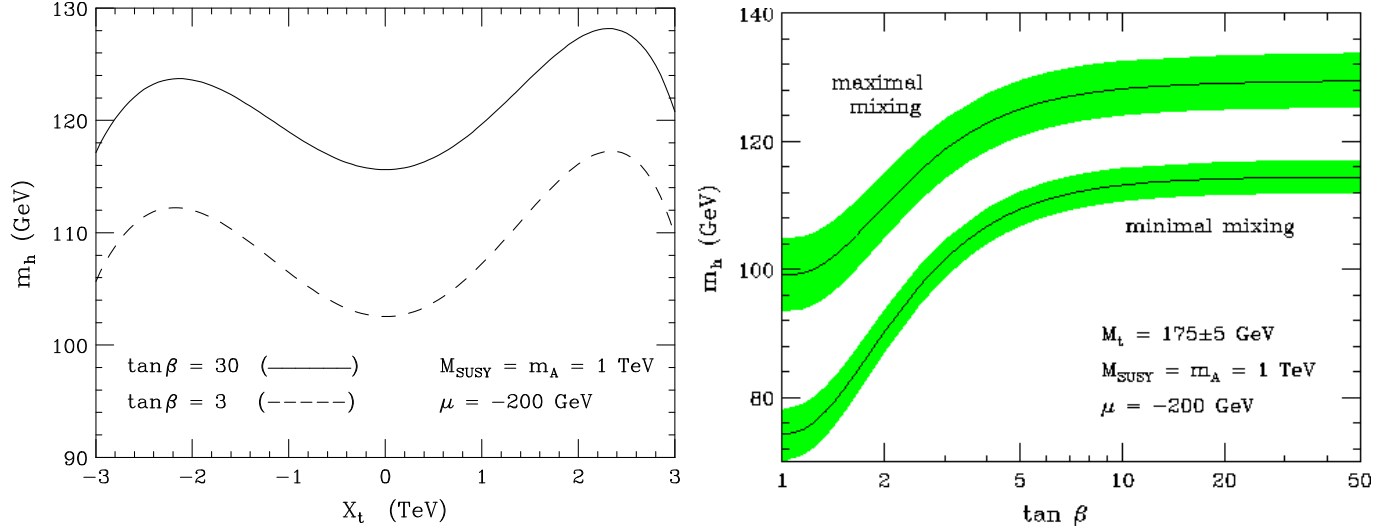 130
120
110
100
90
m_h (GeV)
−3 −2 −1 0 1 2 3
X_t (TeV)
tan β = 30 (————)
tan β = 3 (-----)
M_SUSY = m_A = 1 TeV
μ = −200 GeV
140
120
100
80
m_h (GeV)
1 2 5 10 20 50
tan β
maximal
mixing
minimal mixing
M_t = 175±5 GeV
M_SUSY = m_A = 1 TeV
μ = −200 GeV